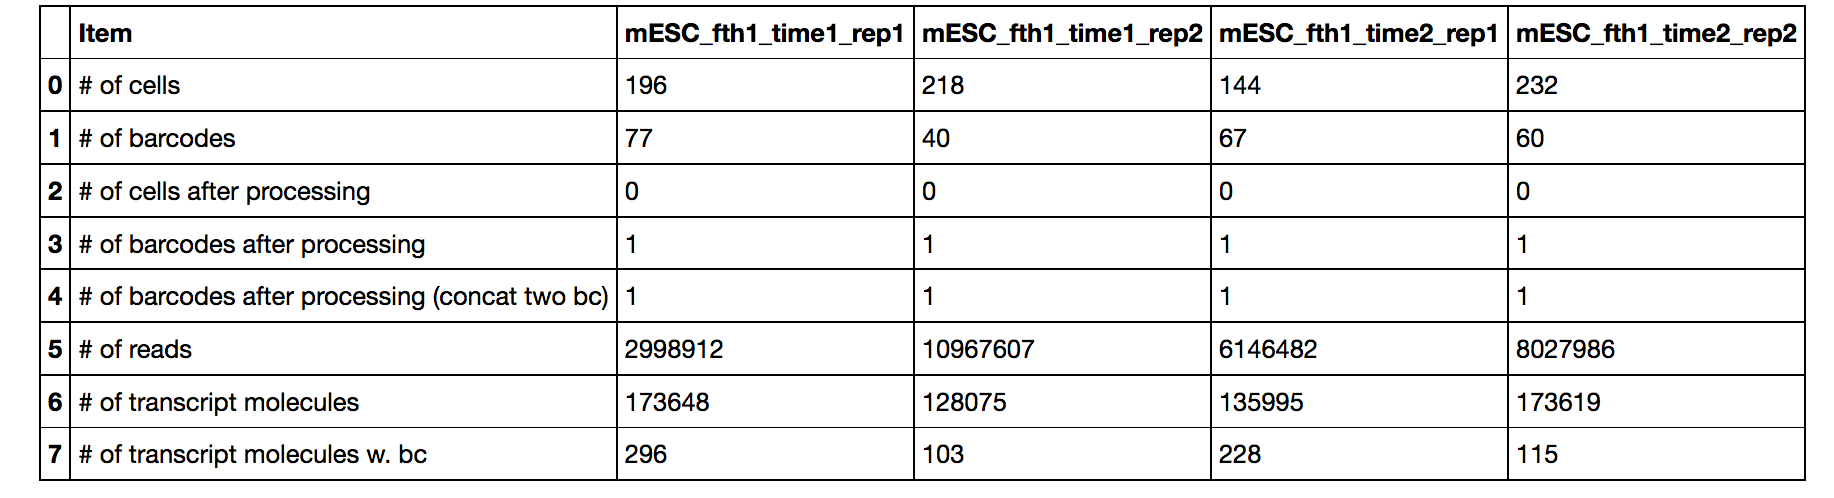 Item mESC_fth1_time1_rep1 mESC_fth1_time1_rep2 mESC_fth1_time2_rep1 mESC_fth1_time2_rep2
0 # of cells 196 218 144 232
1 # of barcodes 77 40 67 60
2 # of cells after processing 0 0 0 0
3 # of barcodes after processing 1 1 1 1
4 # of barcodes after processing (concat two bc) 1 1 1 1
5 # of reads 2998912 10967607 6146482 8027986
6 # of transcript molecules 173648 128075 135995 173619
7 # of transcript molecules w. bc 296 103 228 115